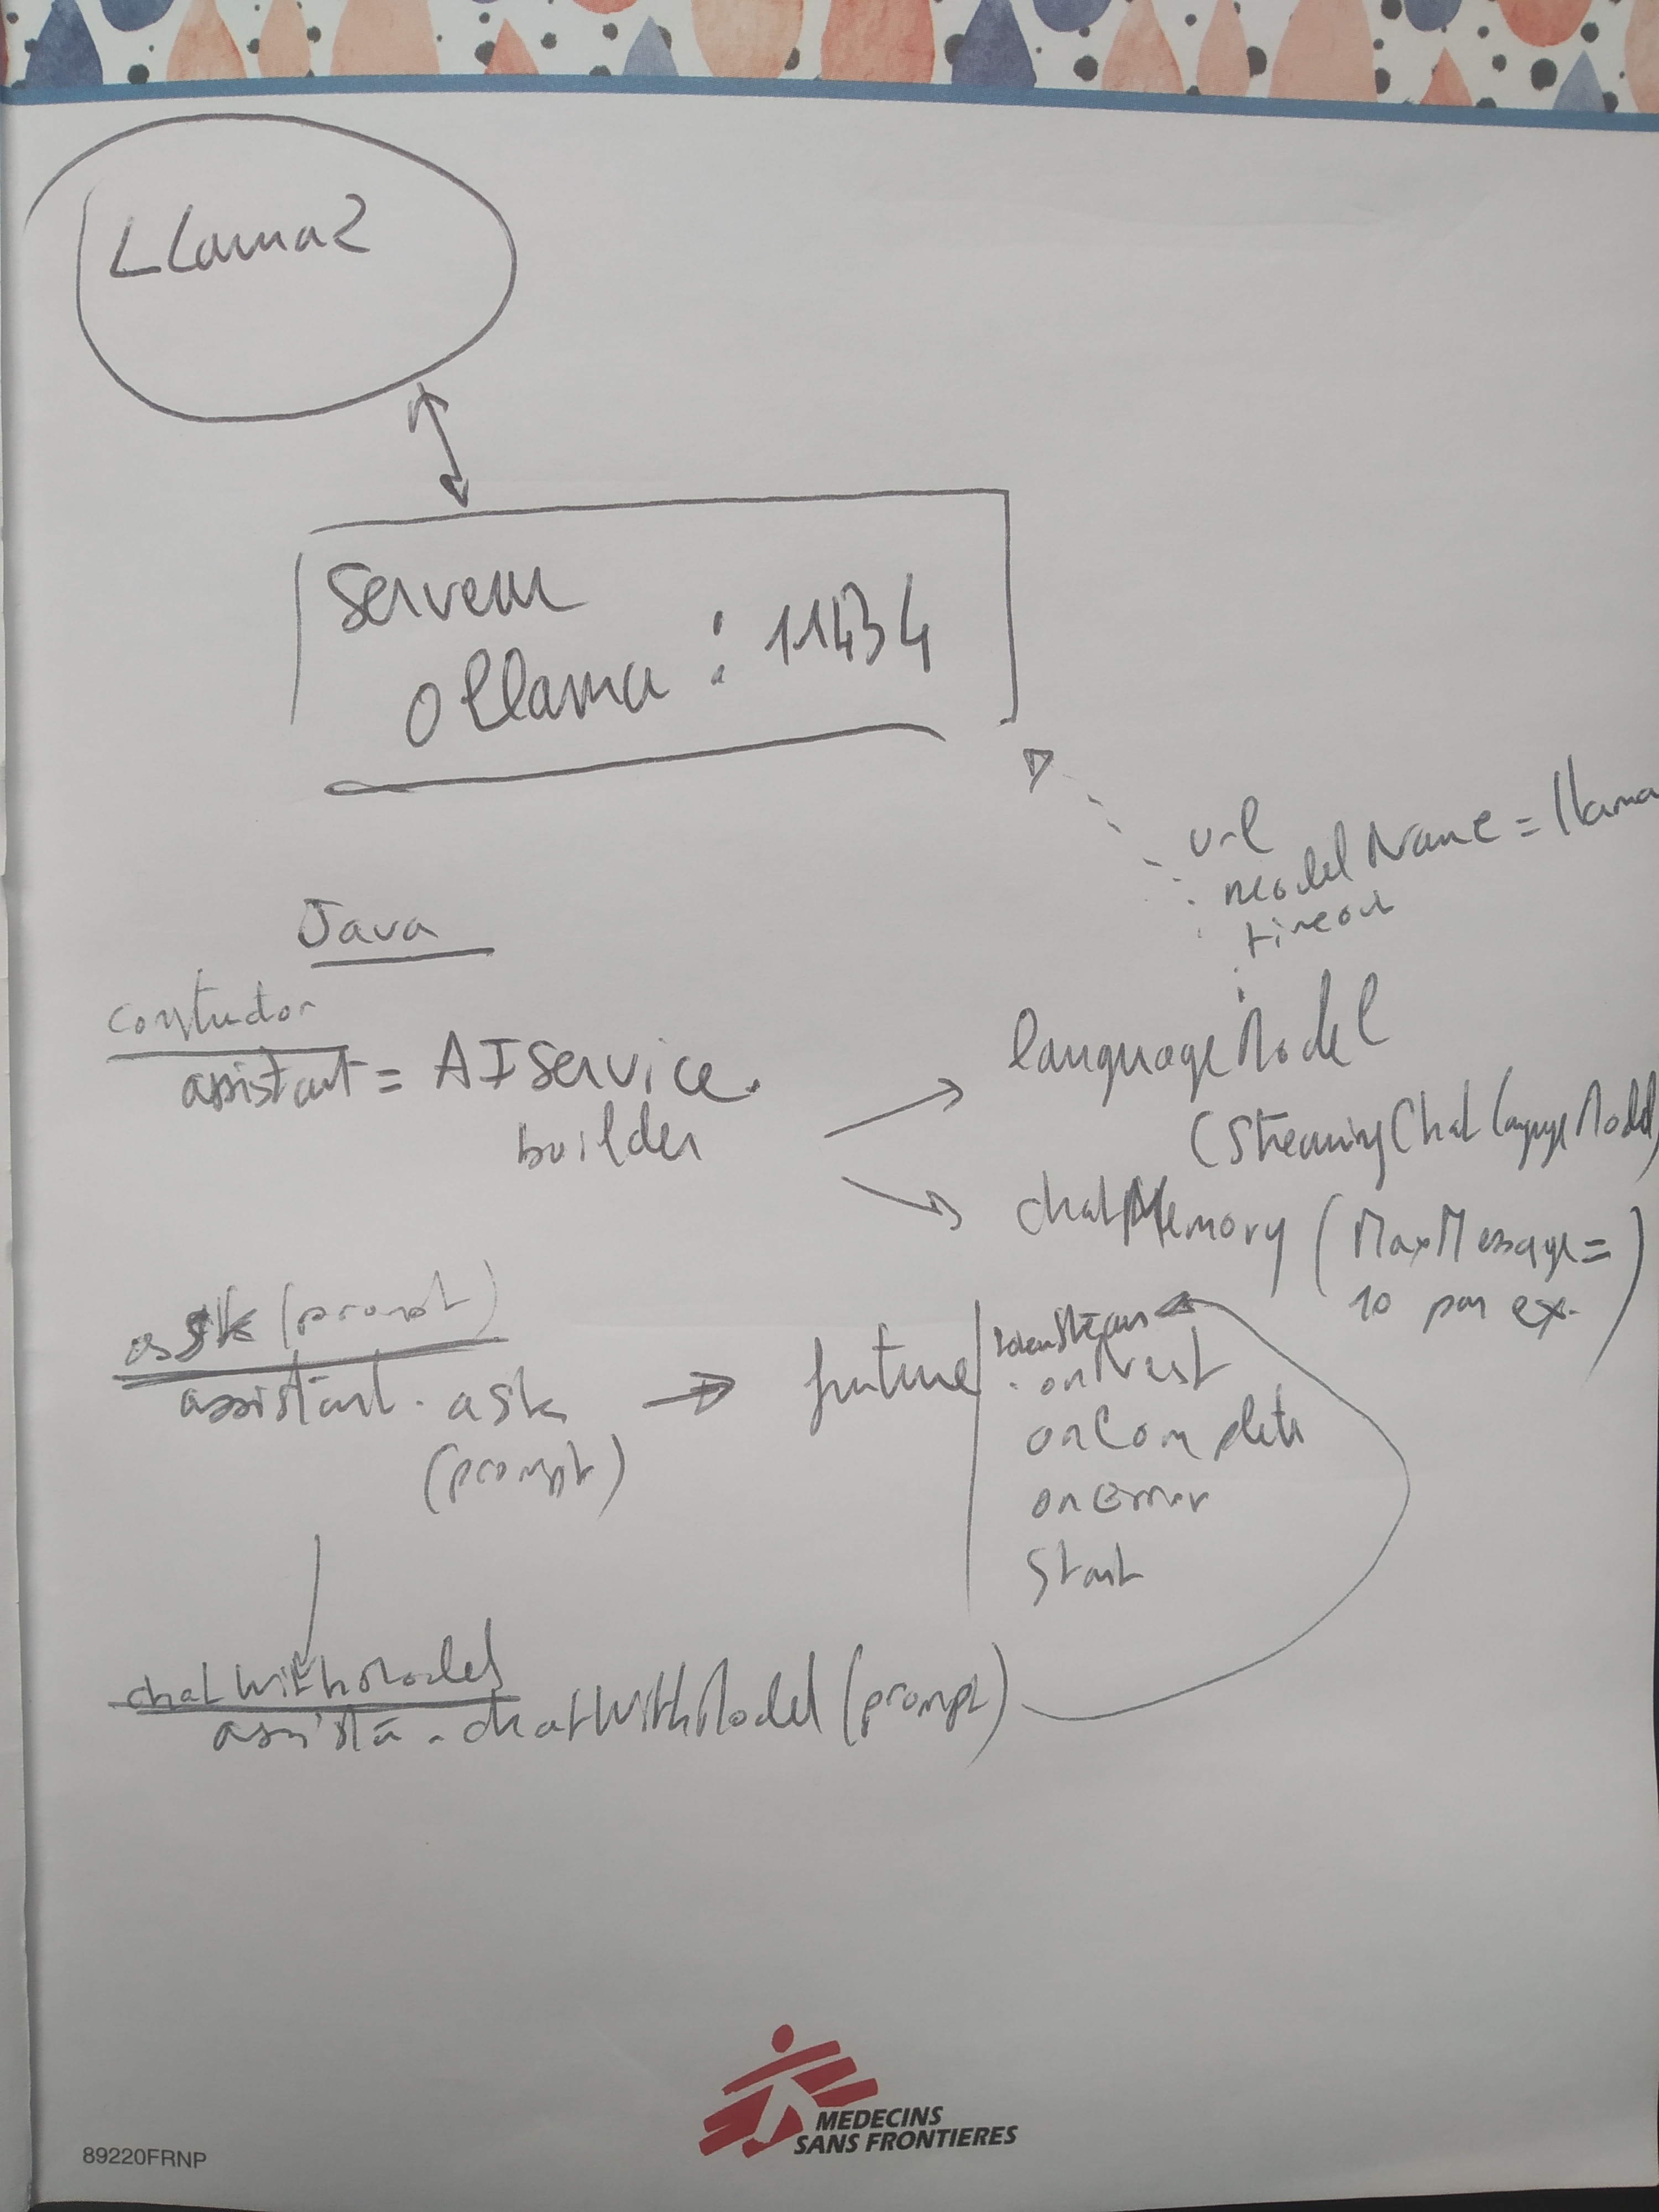 Llama2
Serveur
ollama : 11434
url
modelName = llama
timeout
Java
constructor
assistant = AIService.
builder
languageModel
(StreamingChatLanguageModel)
chatMemory (MaxMessage =
10 par ex.)
ask (prompt)
assistant. ask
(prompt)
future
tokenStream
. onNext
onComplete
onError
start
chatWithModel
assista. chatWithModel (prompt)
MEDECINS
SANS FRONTIERES
89220FRNP